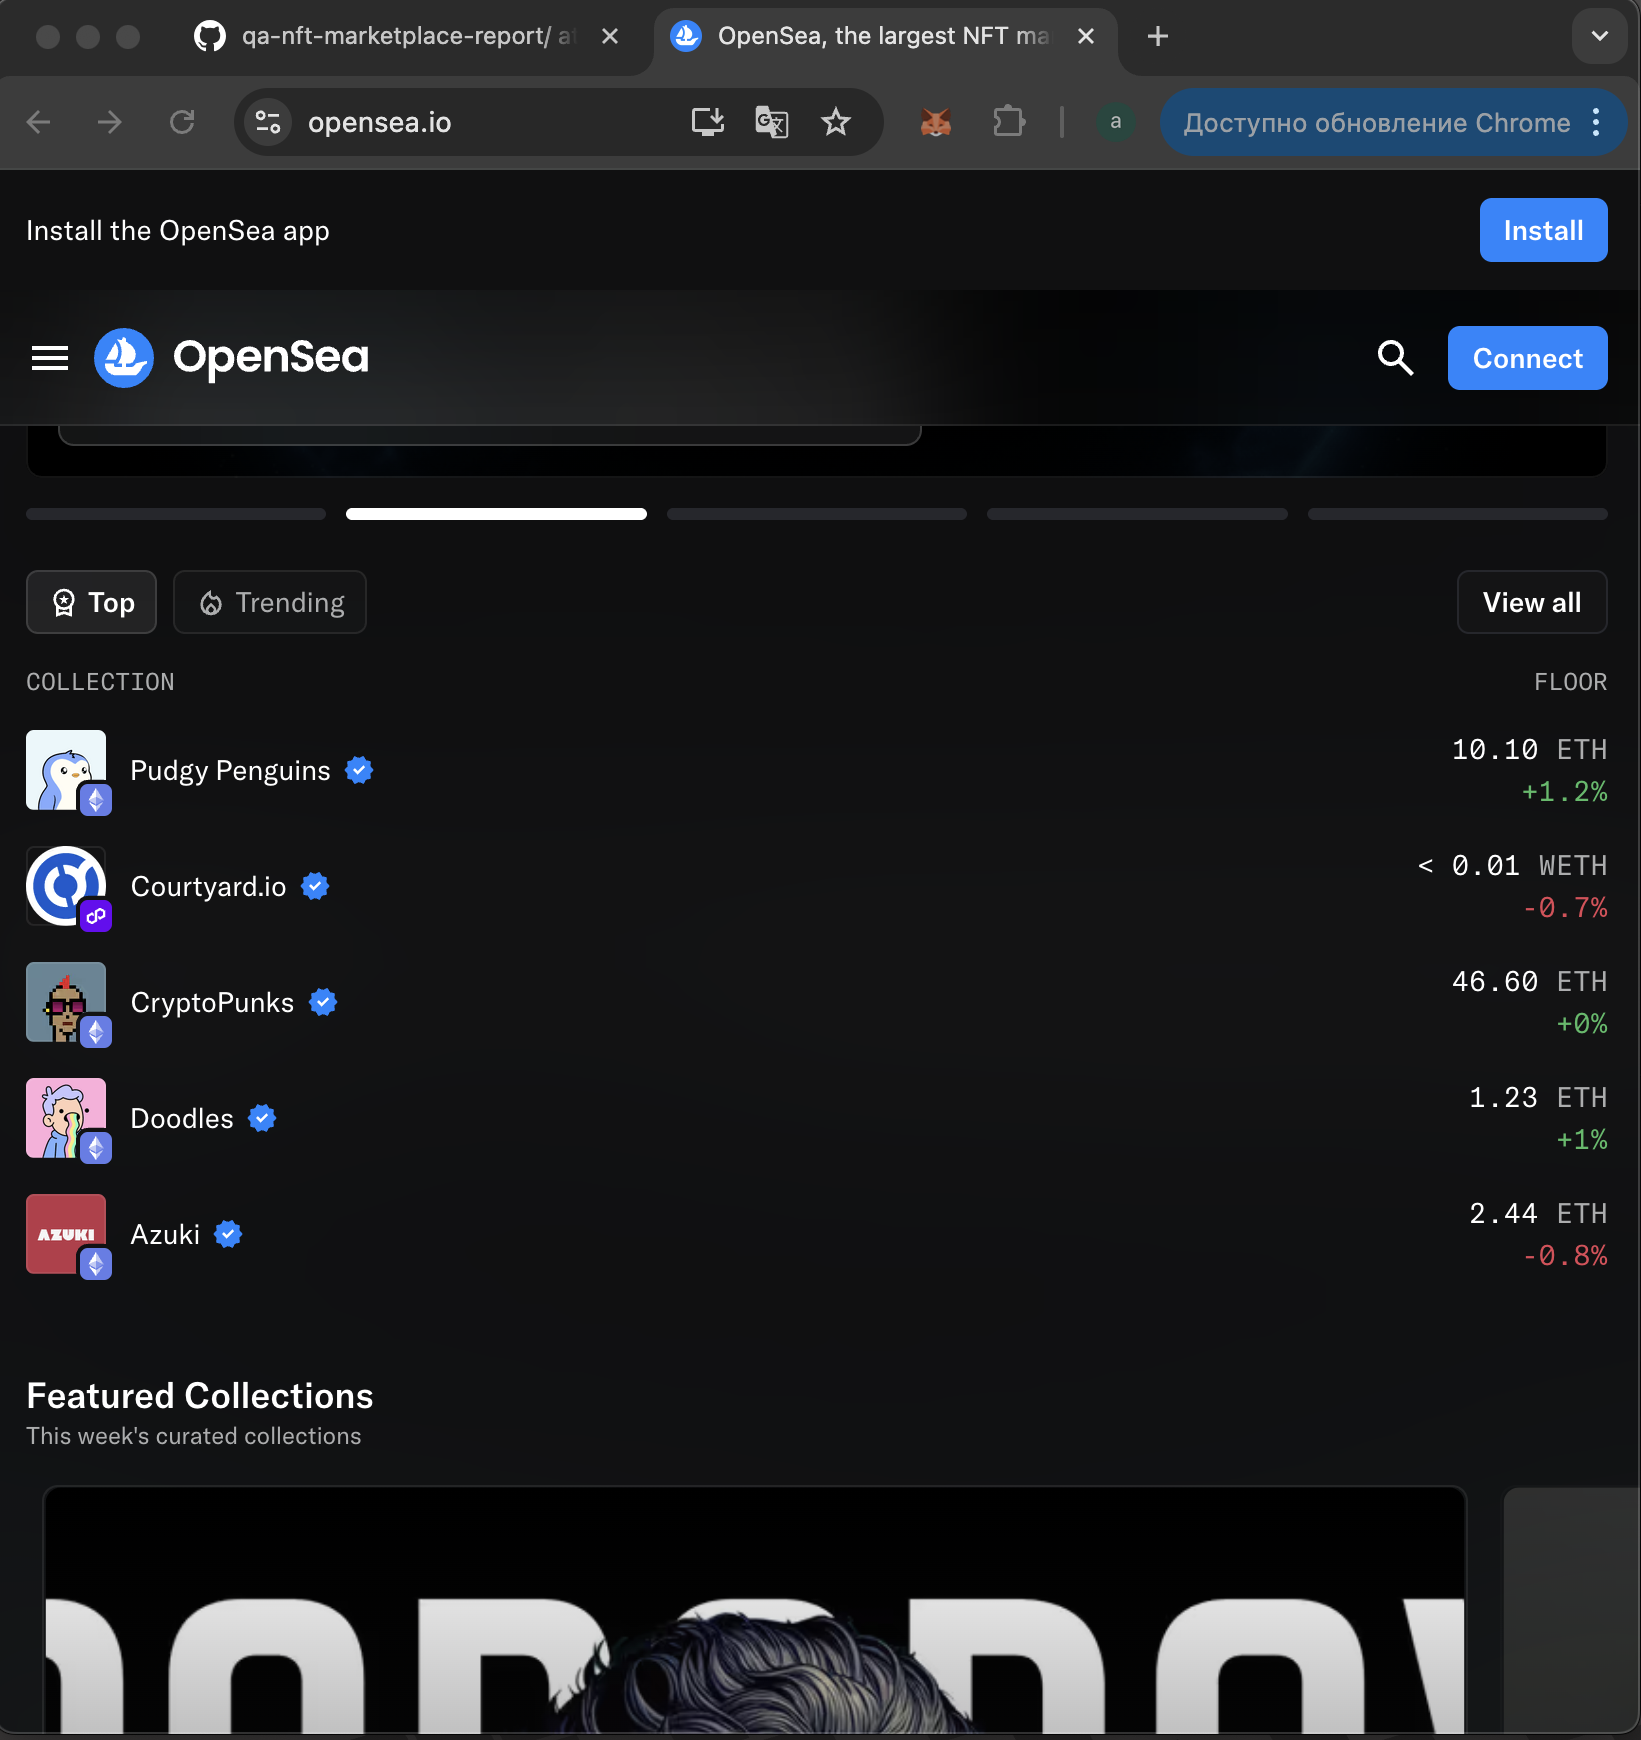 qa-nft-marketplace-report/
OpenSea, the largest NFT ma
opensea.io
a
Доступно обновление Chrome
Install the OpenSea app
Install
OpenSea
Connect
Top
Trending
View all
COLLECTION
FLOOR
Pudgy Penguins
10.10 ETH
+1.2%
Courtyard.io
< 0.01 WETH
-0.7%
CryptoPunks
46.60 ETH
+0%
Doodles
1.23 ETH
+1%
AZUKI
Azuki
2.44 ETH
-0.8%
Featured Collections
This week's curated collections